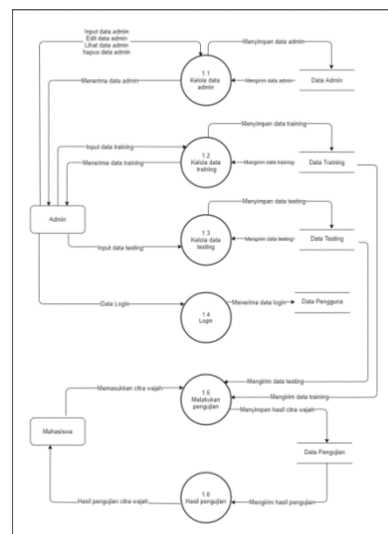 Input data admin
Edit data admin
Lihat data admin
hapus data admin
Menyimpan data admin
1.1
Kelola data
admin
Menerima data admin
Mengirim data admin
Data Admin
Menyimpan data training
Input data training
1.2
Kelola data
training
Menerima data training
Mengirim data training
Data Training
Menyimpan data testing
Admin
1.3
Kelola data
testing
Input data testing
Mengirim data testing
Data Testing
Data Login
1.4
Login
Menerima data login
Data Pengguna
Memasukkan citra wajah
1.5
Melakukan
pengujian
Mengirim data testing
Mengirim data training
Menyimpan hasil citra wajah
Mahasiswa
Data Pengujian
1.6
Hasil pengujian
Hasil pengujian citra wajah
Mengirim hasil pengujian